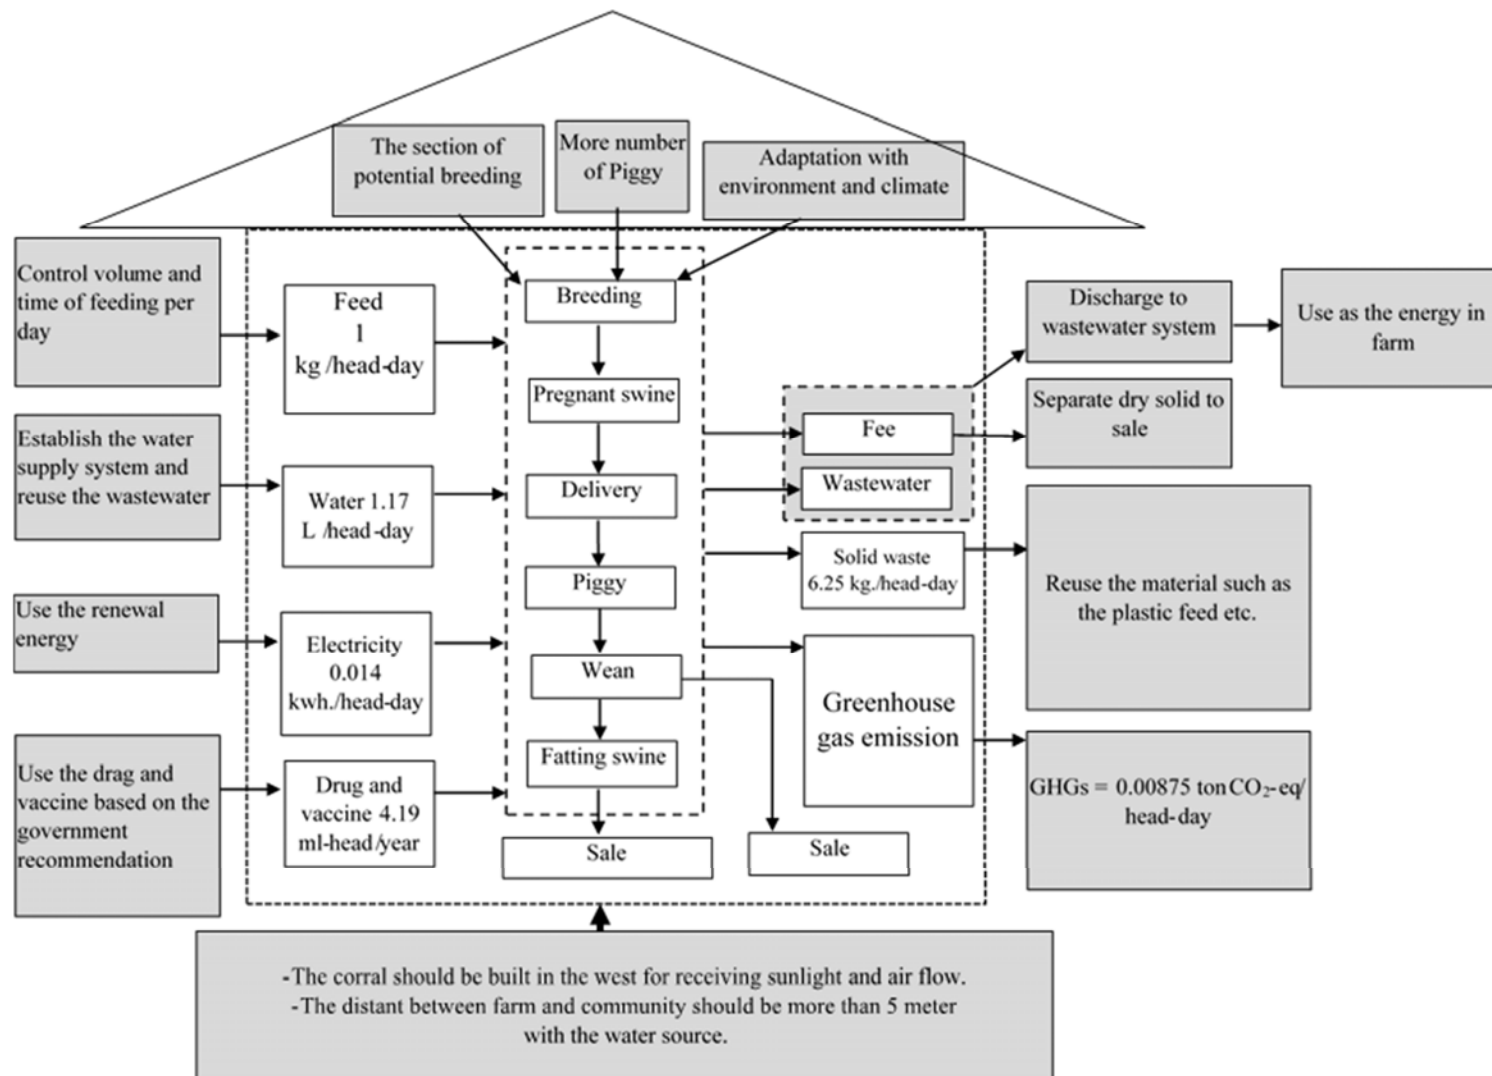 The section of
potential breeding
More number
of Piggy
Adaptation with
environment and climate
Control volume and
time of feeding per
day
Feed
1
kg /head-day
Establish the water
supply system and
reuse the wastewater
Water 1.17
L /head-day
Use the renewal
energy
Electricity
0.014
kwh./head-day
Use the drag and
vaccine based on the
government
recommendation
Drug and
vaccine 4.19
ml-head/year
Breeding
Pregnant swine
Delivery
Piggy
Wean
Fatting swine
Sale
Sale
Fee
Wastewater
Solid waste
6.25 kg./head-day
Greenhouse
gas emission
Discharge to
wastewater system
Use as the energy in
farm
Separate dry solid to
sale
Reuse the material such as
the plastic feed etc.
GHGs = 0.00875 ton CO₂-eq/
head-day
-The corral should be built in the west for receiving sunlight and air flow.
-The distant between farm and community should be more than 5 meter
with the water source.